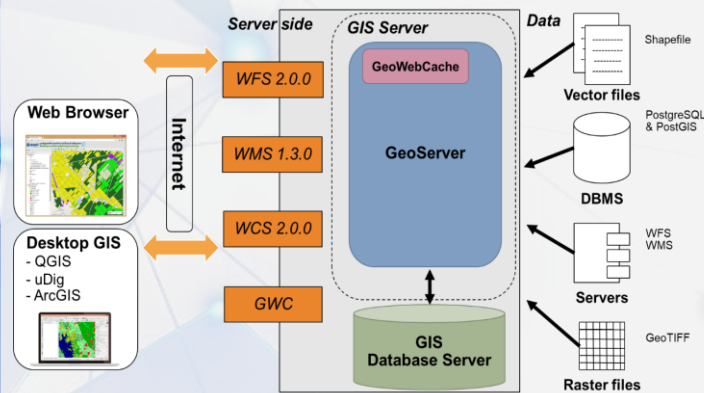 Server side
GIS Server
Data
GeoWebCache
GeoServer
WFS 2.0.0
WMS 1.3.0
WCS 2.0.0
GWC
Internet
Web Browser
Desktop GIS
- QGIS
- uDig
- ArcGIS
GIS
Database Server
Shapefile
Vector files
PostgreSQL
& PostGIS
DBMS
WFS
WMS
Servers
GeoTIFF
Raster files